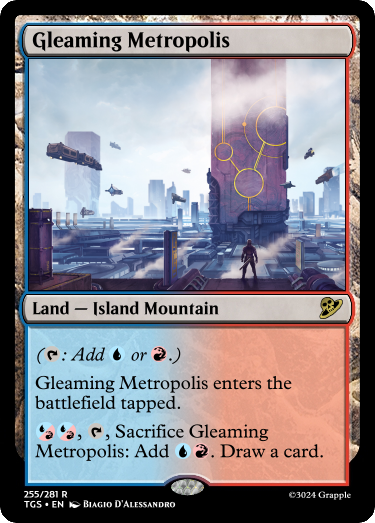 Gleaming Metropolis
Land — Island Mountain
(: Add or .)
Gleaming Metropolis enters the
battlefield tapped.
, , Sacrifice Gleaming
Metropolis: Add . Draw a card.
255/281 R
TGS • EN Biagio D'Alessandro
©3024 Grapple